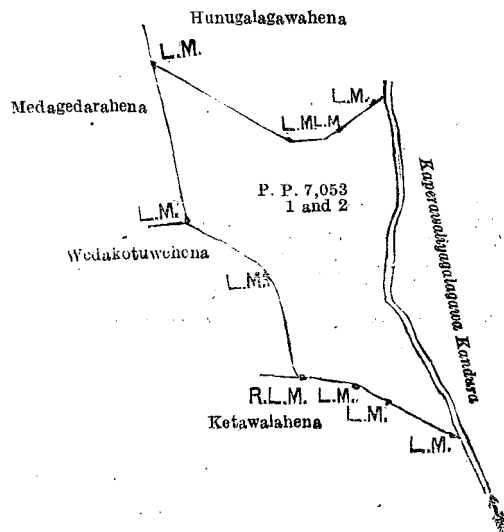 Hunugalagawahena
L.M.
Medagedarahena
L.M.
L.M.
L.M.
P. P. 7,053
1 and 2
Kaperawaliyagalagawa Kandura
L.M.
Wedakotuwehena
L.M.
R.L.M.
L.M.
L.M.
Ketawalahena
L.M.